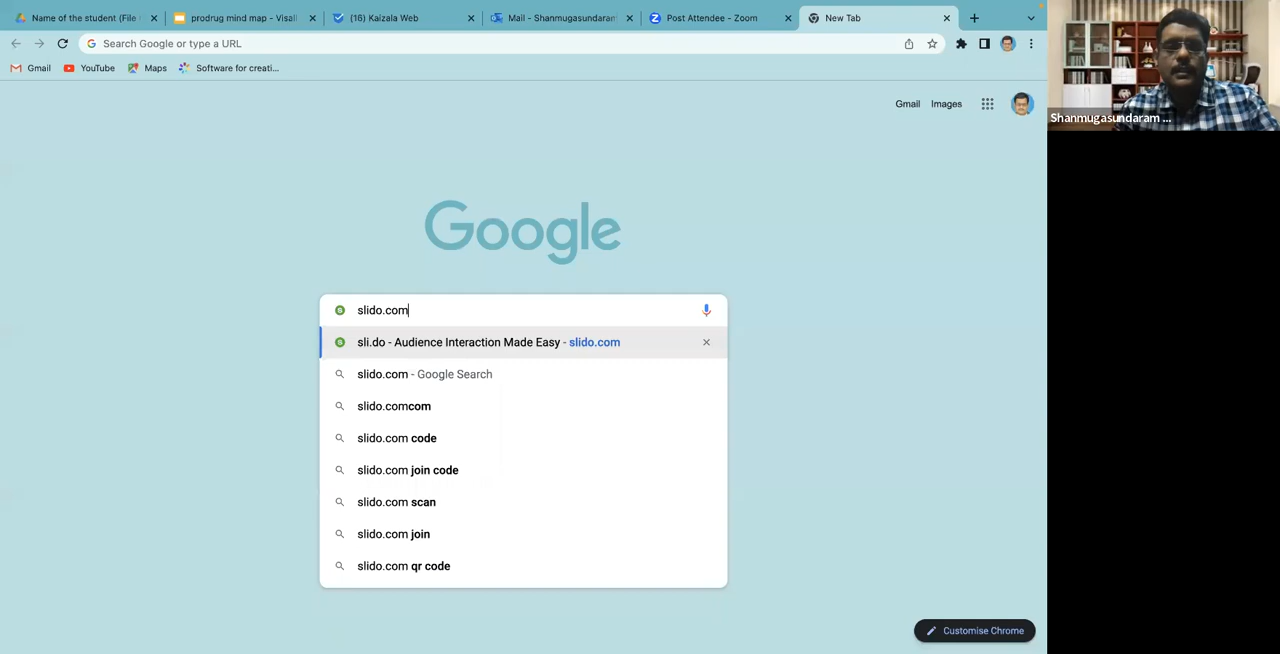 Name of the student (File r
prodrug mind map - Visall
(16) Kaizala Web
Mail - Shanmugasundaram
Post Attendee - Zoom
New Tab
Search Google or type a URL
Gmail
YouTube
Maps
Software for creati...
Gmail
Images
Shanmugasundaram ...
Google
slido.com
sli.do - Audience Interaction Made Easy - slido.com
slido.com - Google Search
slido.comcom
slido.com code
slido.com join code
slido.com scan
slido.com join
slido.com qr code
Customise Chrome